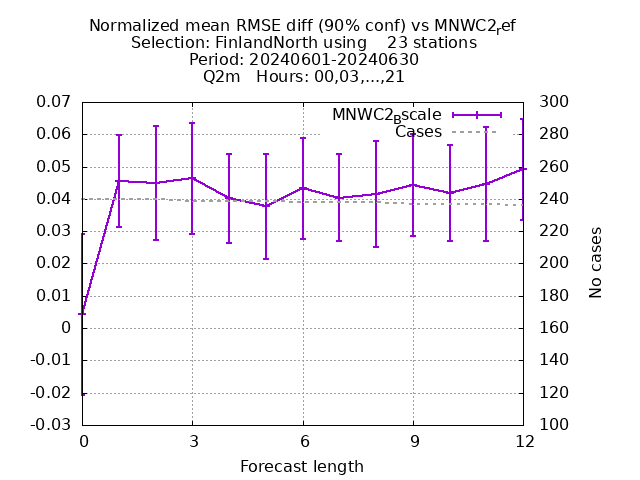 Normalized mean RMSE diff (90% conf) vs MNWC2ref
Selection: FinlandNorth using 23 stations
Period: 20240601-20240630
Q2m Hours: 00,03,...,21
0.07 300
MNWC2Bscale
0.06 280
Cases
0.05 260
0.04 240
0.03 220
0.02 200
0.01 180
0 160
-0.01 140
-0.02 120
-0.03 100
No cases
0 3 6 9 12
Forecast length